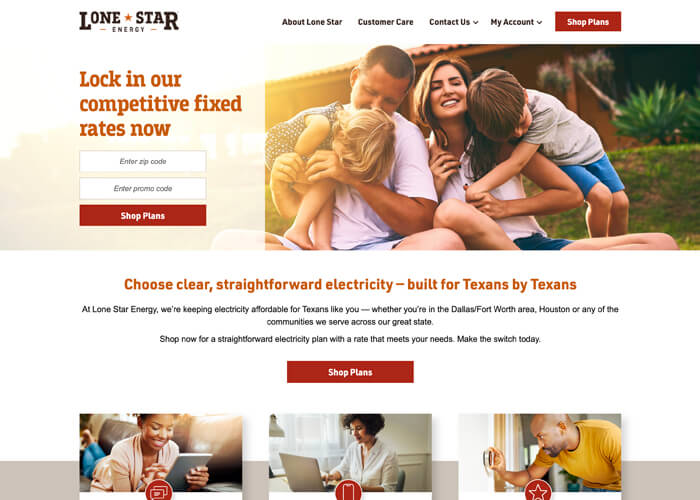 LONE STAR
ENERGY
About Lone Star
Customer Care
Contact Us
My Account
Shop Plans
Lock in our
competitive fixed
rates now
Enter zip code
Enter promo code
Shop Plans
Choose clear, straightforward electricity – built for Texans by Texans
At Lone Star Energy, we're keeping electricity affordable for Texans like you — whether you're in the Dallas/Fort Worth area, Houston or any of the
communities we serve across our great state.
Shop now for a straightforward electricity plan with a rate that meets your needs. Make the switch today.
Shop Plans